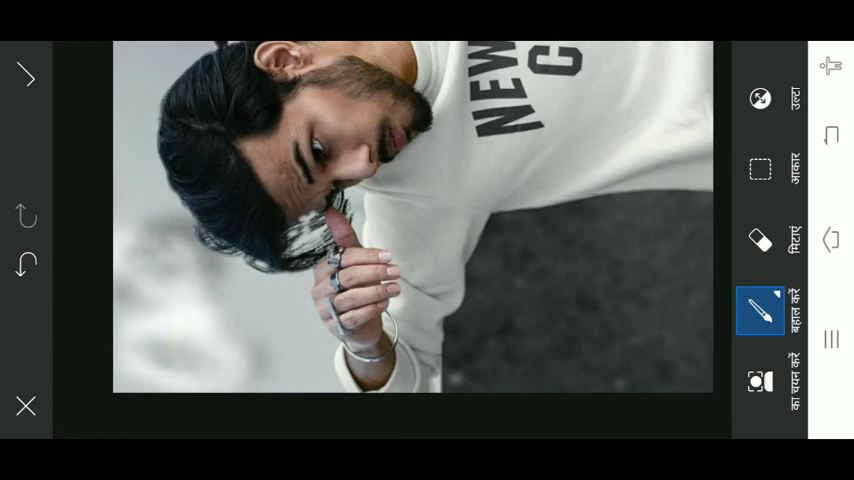 NEW
C
उल्टा
आकार
मिटाएं
बहाल करें
का चयन करें